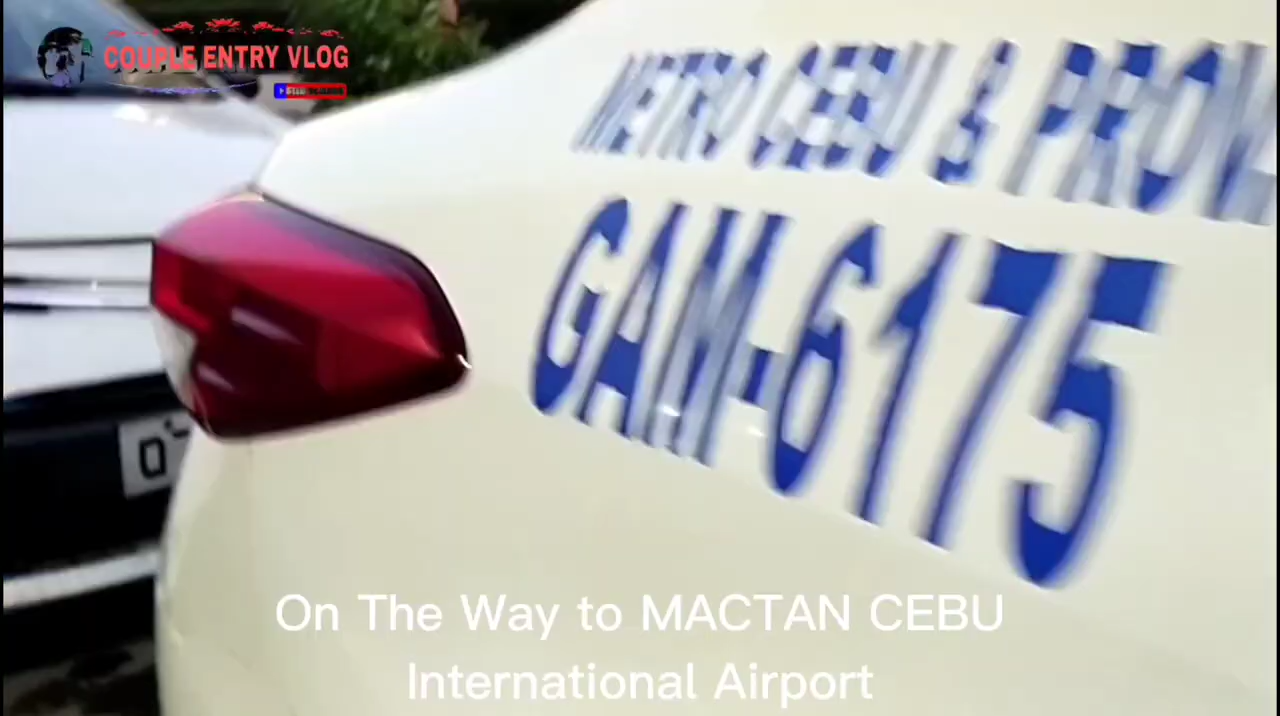 COUPLE ENTRY VLOG
METRO CEBU & PROV.
GAM-6175
On The Way to MACTAN CEBU
International Airport